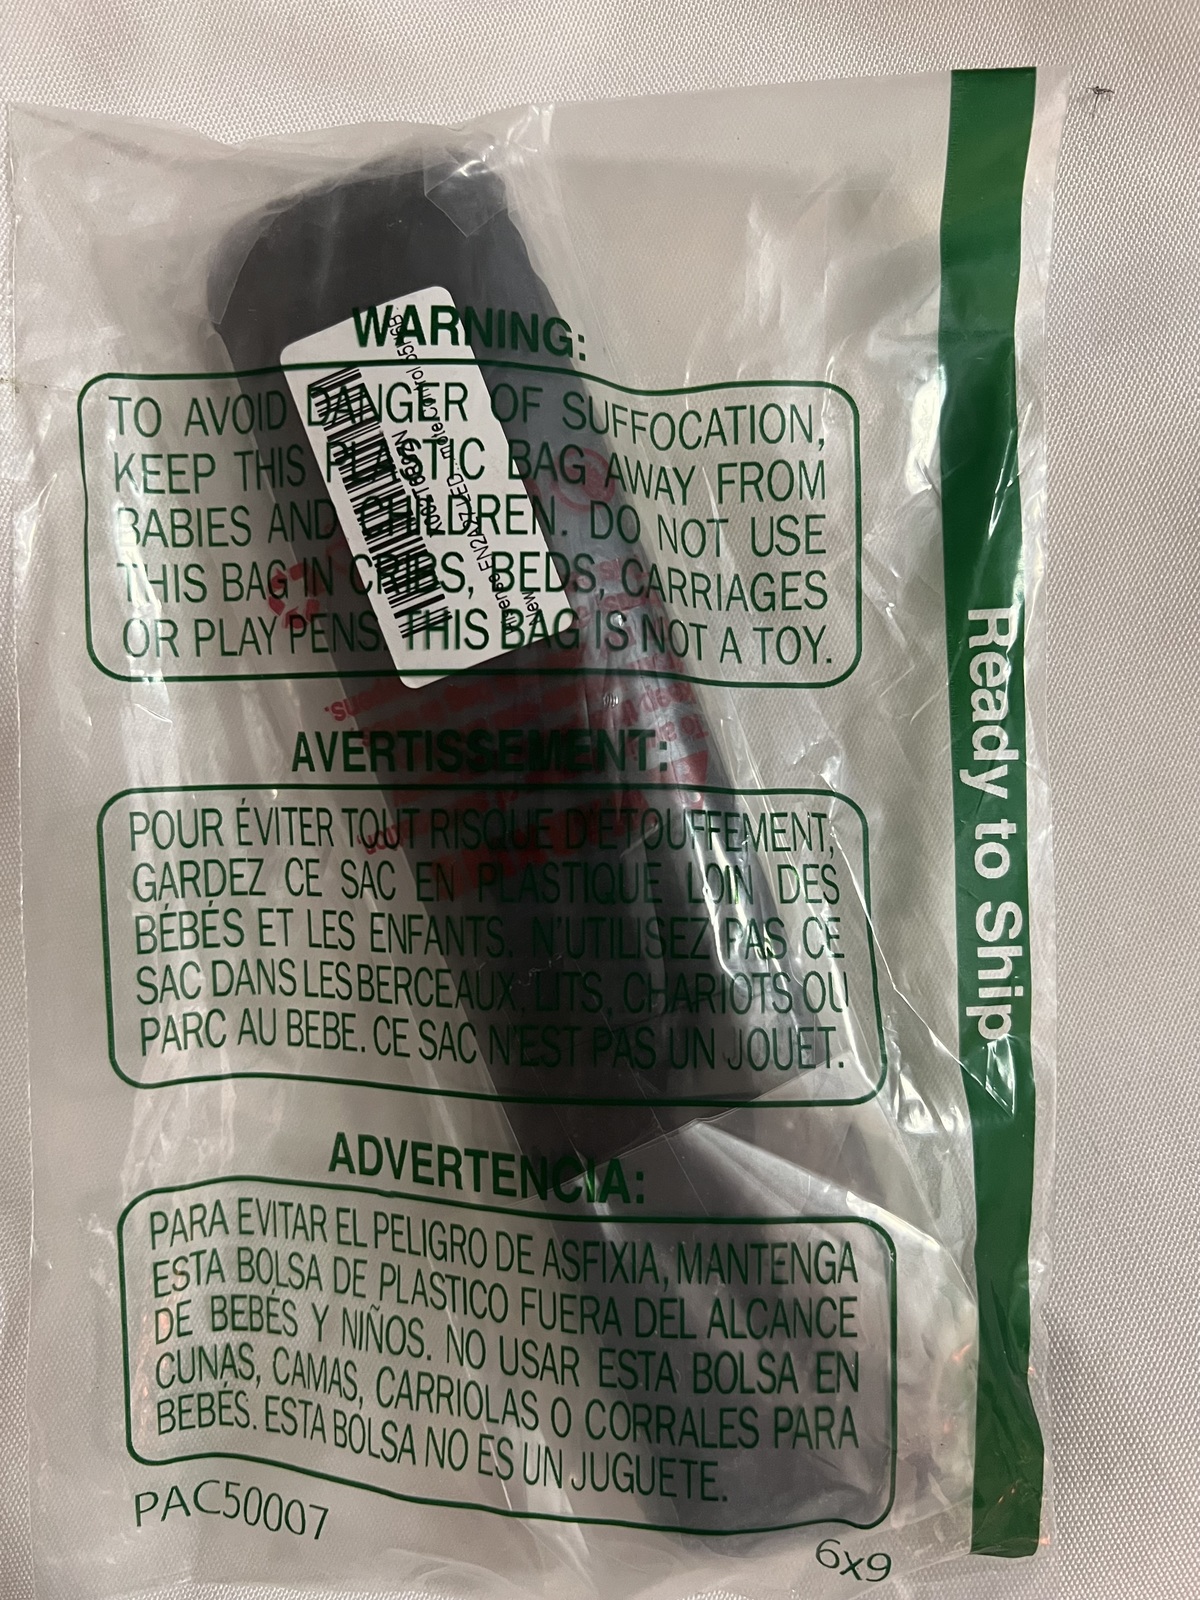 WARNING:
TO AVOID DANGER OF SUFFOCATION,
KEEP THIS PLASTIC BAG AWAY FROM
BABIES AND CHILDREN. DO NOT USE
THIS BAG IN CRIBS, BEDS, CARRIAGES
OR PLAY PENS. THIS BAG IS NOT A TOY.
AVERTISSEMENT:
POUR ÉVITER TOUT RISQUE D'ÉTOUFFEMENT,
GARDEZ CE SAC EN PLASTIQUE LOIN DES
BÉBÉS ET LES ENFANTS. N'UTILISEZ PAS CE
SAC DANS LES BERCEAUX, LITS, CHARIOTS OU
PARC AU BEBE. CE SAC N'EST PAS UN JOUET.
ADVERTENCIA:
PARA EVITAR EL PELIGRO DE ASFIXIA, MANTENGA
ESTA BOLSA DE PLASTICO FUERA DEL ALCANCE
DE BEBÉS Y NIÑOS. NO USAR ESTA BOLSA EN
CUNAS, CAMAS, CARRIOLAS O CORRALES PARA
BEBÉS. ESTA BOLSA NO ES UN JUGUETE.
PAC50007
6x9
Ready to Ship
New